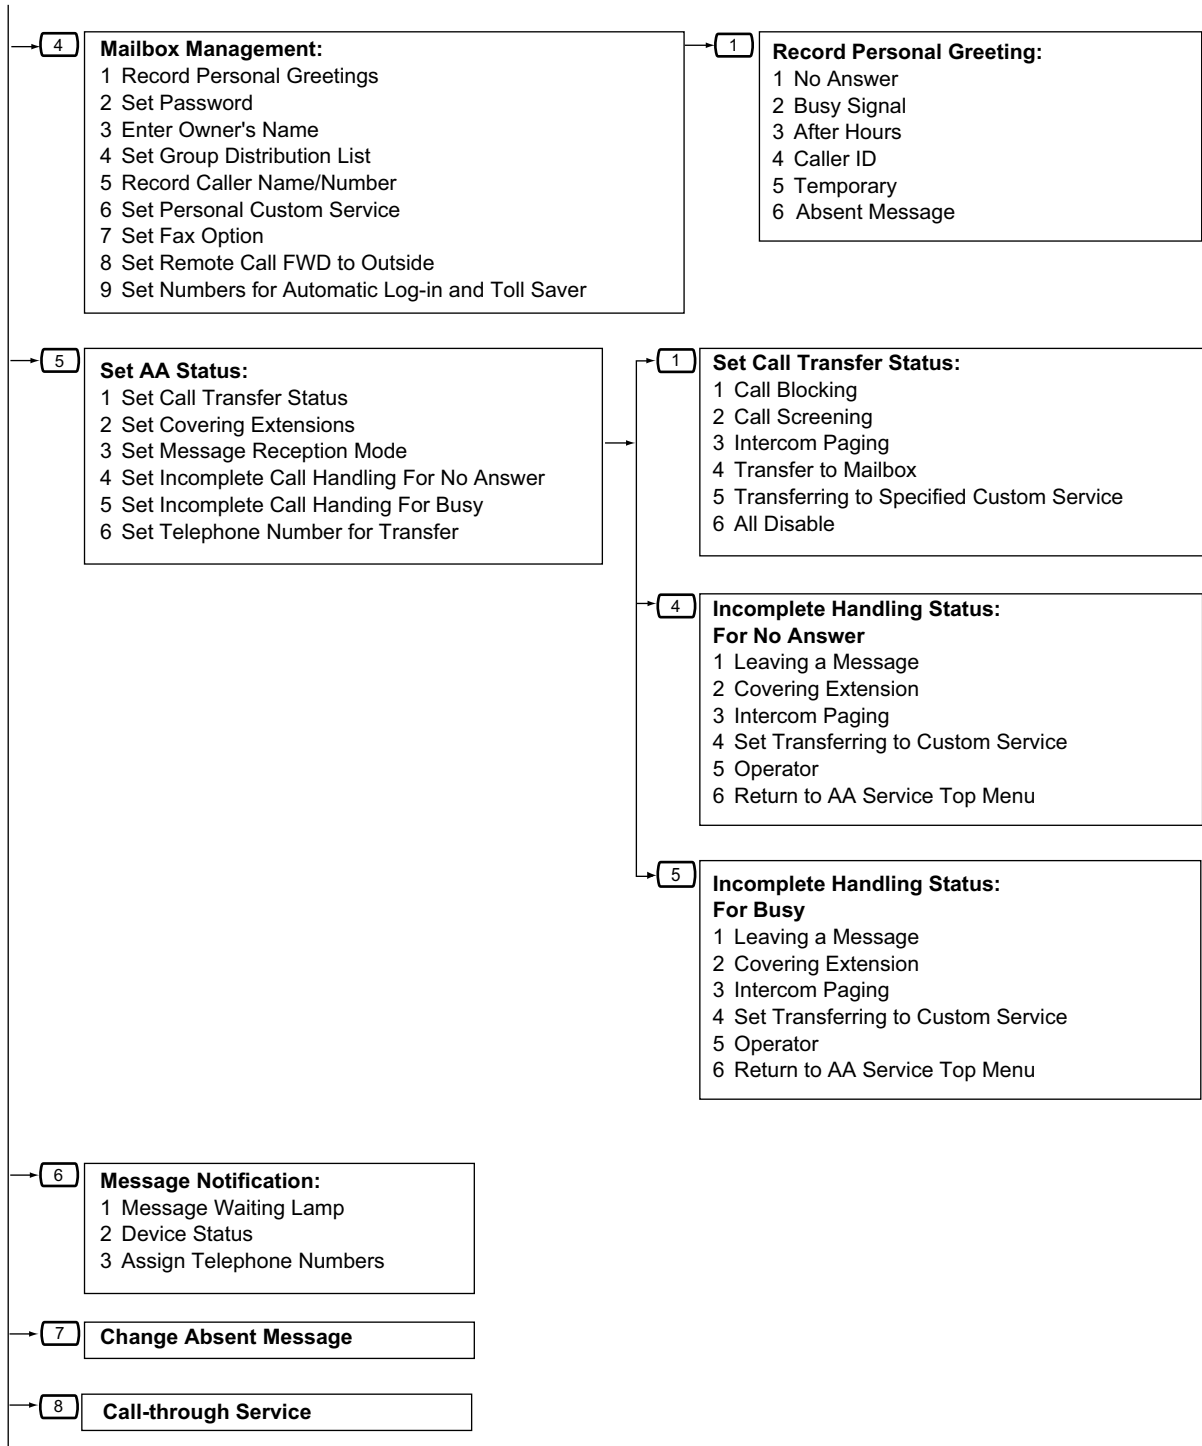 4
Mailbox Management:
1 Record Personal Greetings
2 Set Password
3 Enter Owner's Name
4 Set Group Distribution List
5 Record Caller Name/Number
6 Set Personal Custom Service
7 Set Fax Option
8 Set Remote Call FWD to Outside
9 Set Numbers for Automatic Log-in and Toll Saver
1
Record Personal Greeting:
1 No Answer
2 Busy Signal
3 After Hours
4 Caller ID
5 Temporary
6 Absent Message
5
Set AA Status:
1 Set Call Transfer Status
2 Set Covering Extensions
3 Set Message Reception Mode
4 Set Incomplete Call Handling For No Answer
5 Set Incomplete Call Handing For Busy
6 Set Telephone Number for Transfer
1
Set Call Transfer Status:
1 Call Blocking
2 Call Screening
3 Intercom Paging
4 Transfer to Mailbox
5 Transferring to Specified Custom Service
6 All Disable
4
Incomplete Handling Status:
For No Answer
1 Leaving a Message
2 Covering Extension
3 Intercom Paging
4 Set Transferring to Custom Service
5 Operator
6 Return to AA Service Top Menu
5
Incomplete Handling Status:
For Busy
1 Leaving a Message
2 Covering Extension
3 Intercom Paging
4 Set Transferring to Custom Service
5 Operator
6 Return to AA Service Top Menu
6
Message Notification:
1 Message Waiting Lamp
2 Device Status
3 Assign Telephone Numbers
7
Change Absent Message
8
Call-through Service